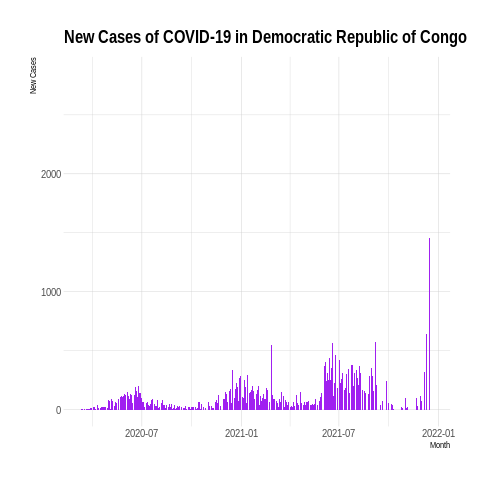 New Cases of COVID-19 in Democratic Republic of Congo
New Cases
2000
1000
0
2020-07 2021-01 2021-07 2022-01
Month